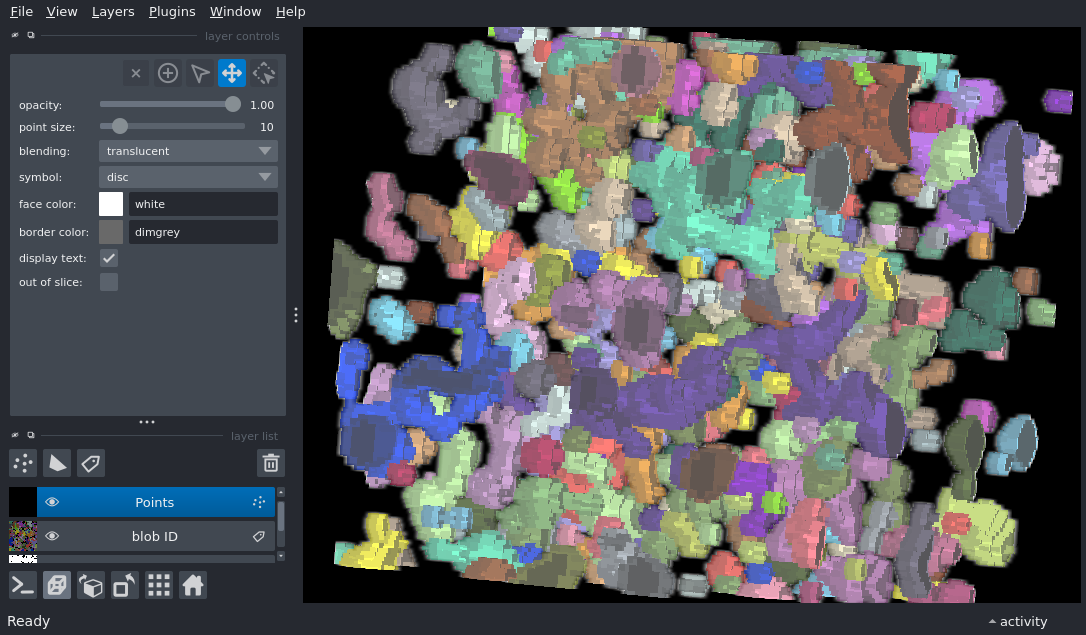 File View Layers Plugins Window Help
layer controls
opacity: 1.00
point size: 10
blending: translucent
symbol: disc
face color: white
border color: dimgrey
display text:
out of slice:
layer list
Points
blob ID
Ready
activity